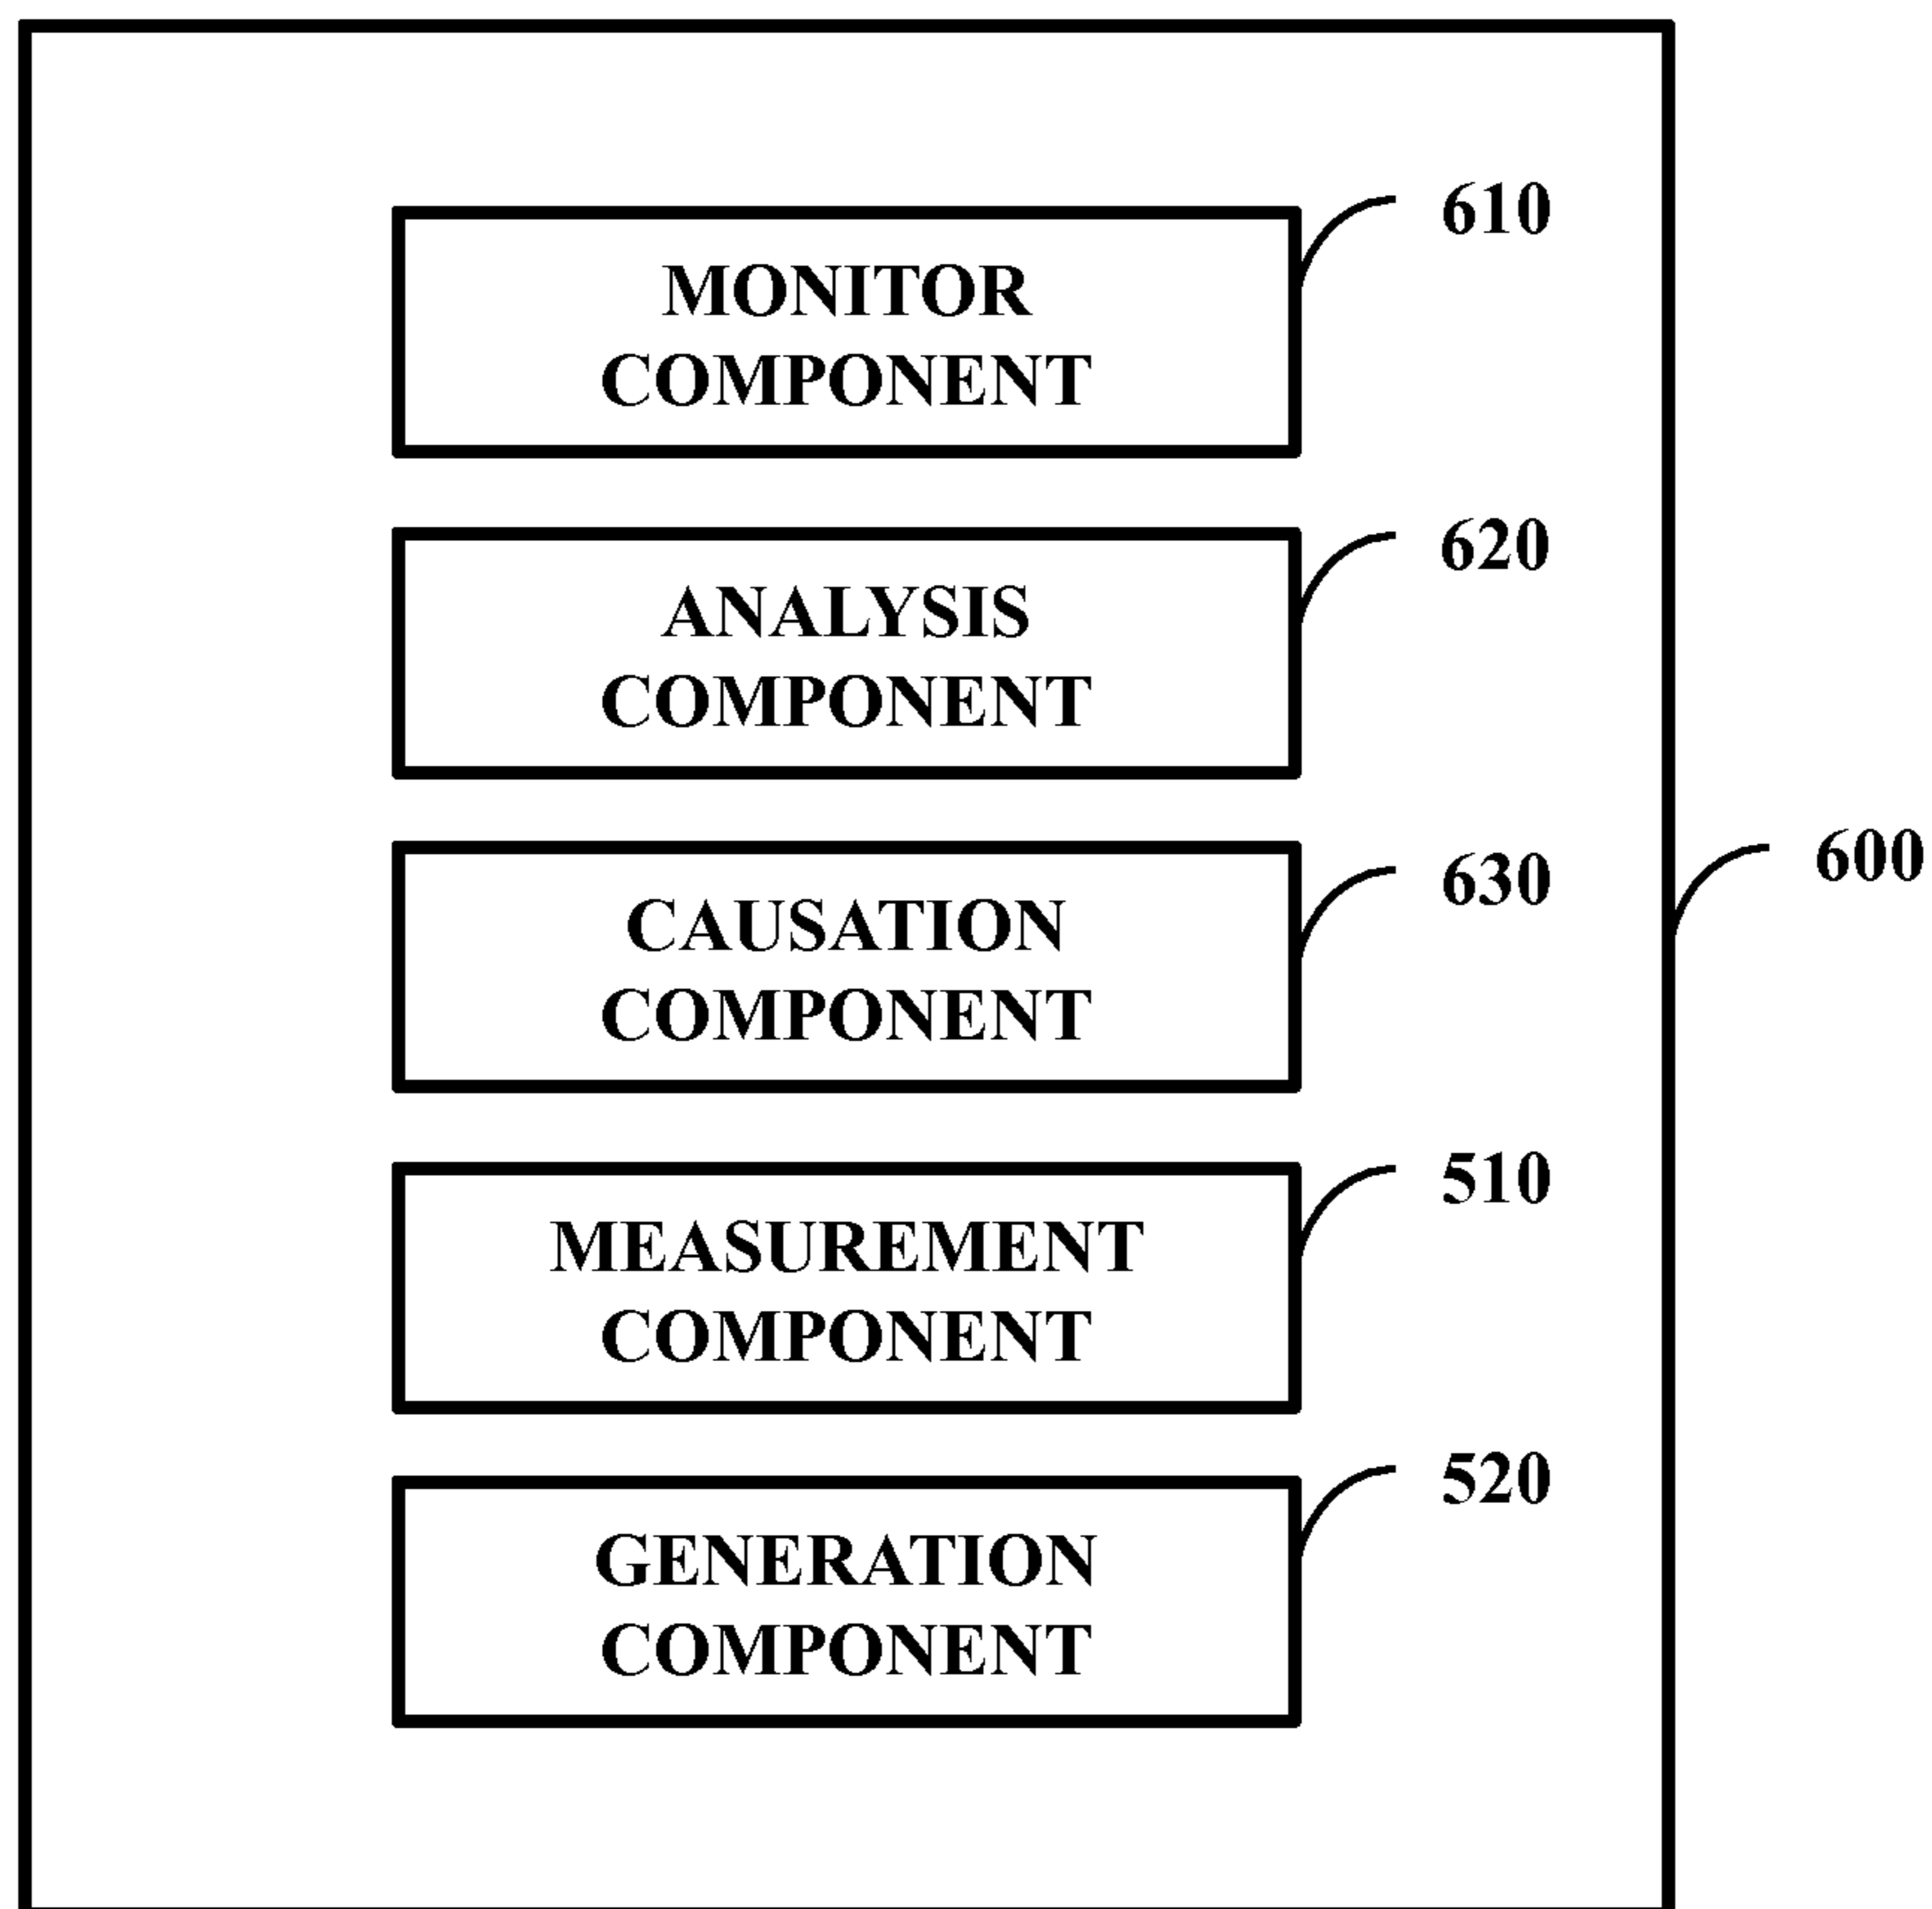 610
MONITOR
COMPONENT
620
ANALYSIS
COMPONENT
600
630
CAUSATION
COMPONENT
510
MEASUREMENT
COMPONENT
520
GENERATION
COMPONENT